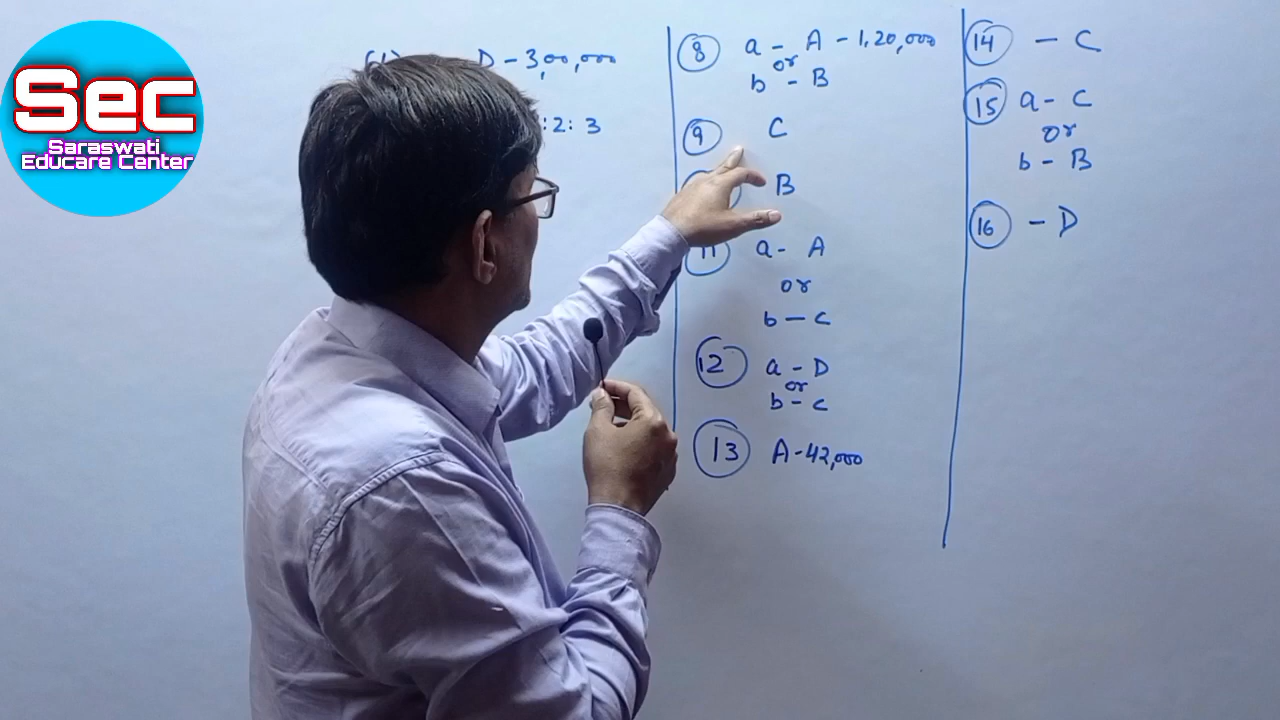 Sec
Saraswati
Educare Center
D - 3,00,000
:2: 3
8 a - A - 1,20,000
or
b - B
9 C
B
11 a - A
or
b - C
12 a - D
or
b - C
13 A - 42,000
14 - C
15 a - C
or
b - B
16 - D